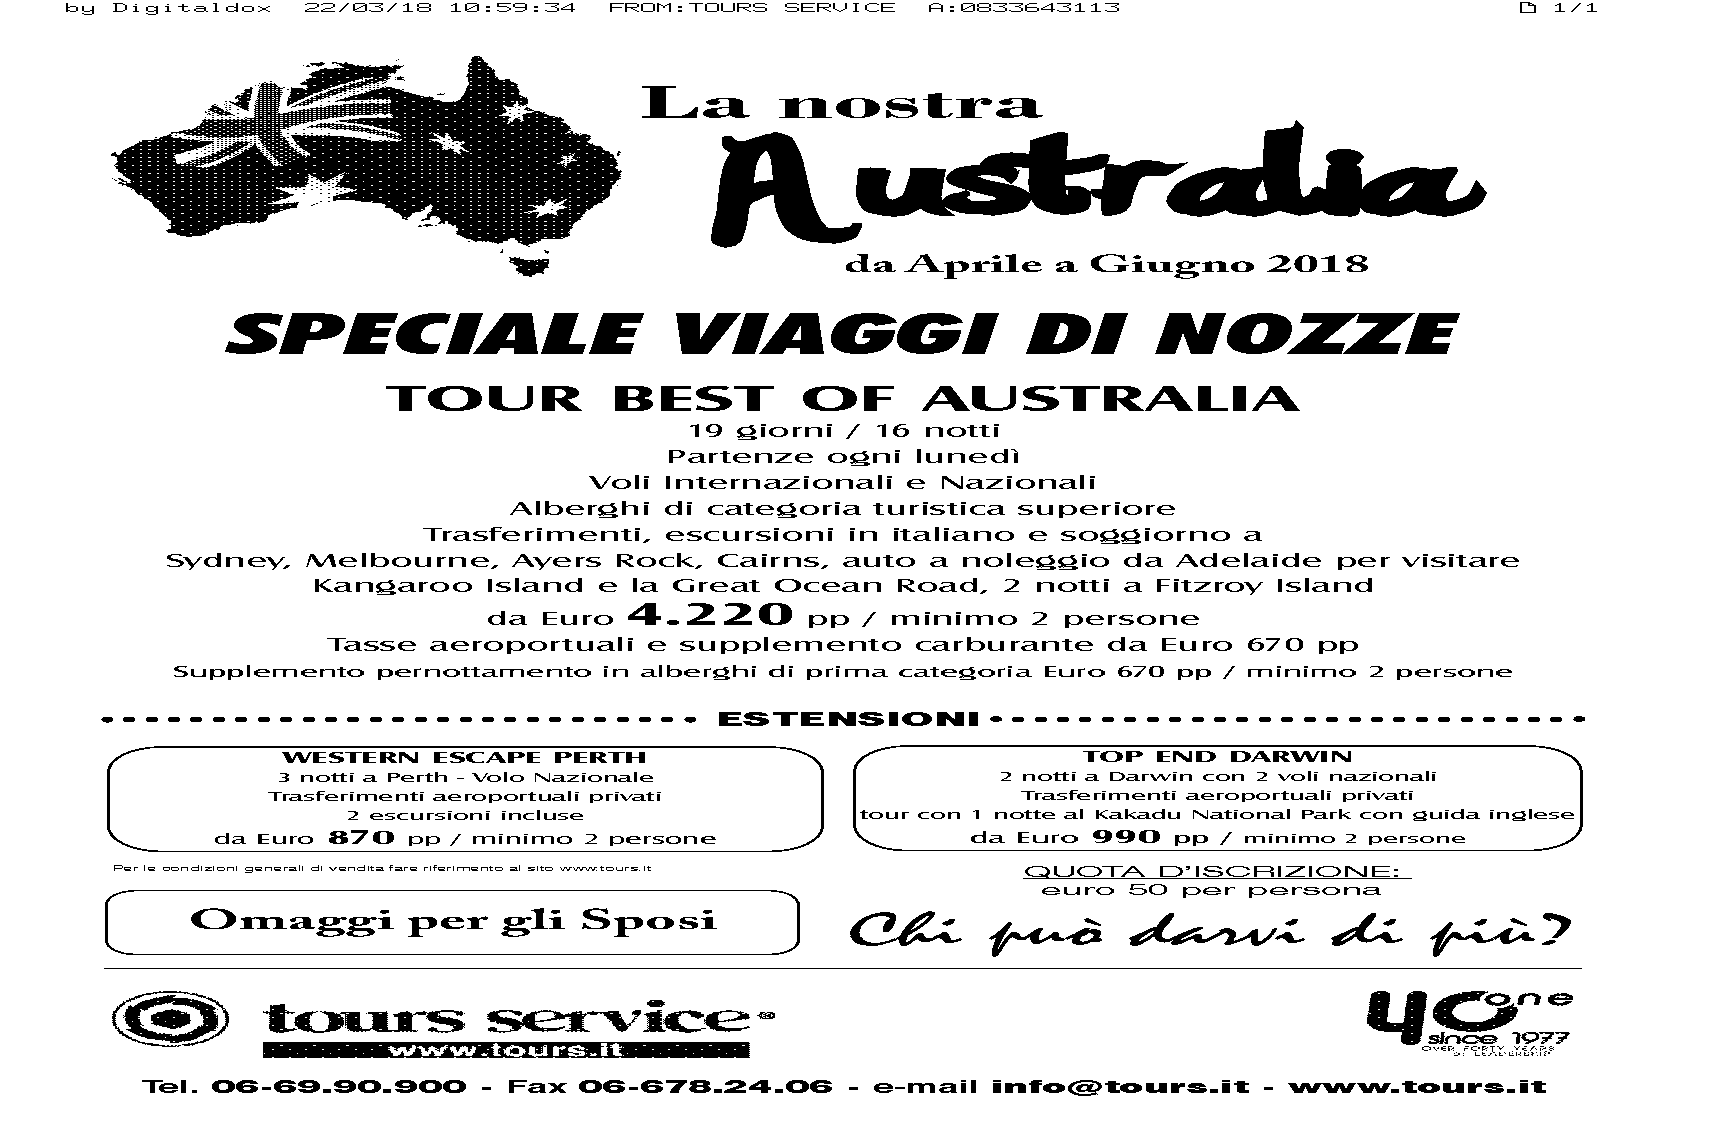 by Digitaldox 22/03/18 10:59:34 FROM:TOURS SERVICE A:0833643113 1/1
La nostra
Australia
da Aprile a Giugno 2018
SPECIALE VIAGGI DI NOZZE
TOUR BEST OF AUSTRALIA
19 giorni / 16 notti
Partenze ogni lunedì
Voli Internazionali e Nazionali
Alberghi di categoria turistica superiore
Trasferimenti, escursioni in italiano e soggiorno a
Sydney, Melbourne, Ayers Rock, Cairns, auto a noleggio da Adelaide per visitare
Kangaroo Island e la Great Ocean Road, 2 notti a Fitzroy Island
da Euro 4.220 pp / minimo 2 persone
Tasse aeroportuali e supplemento carburante da Euro 670 pp
Supplemento pernottamento in alberghi di prima categoria Euro 670 pp / minimo 2 persone
ESTENSIONI
WESTERN ESCAPE PERTH
3 notti a Perth - Volo Nazionale
Trasferimenti aeroportuali privati
2 escursioni incluse
da Euro 870 pp / minimo 2 persone
TOP END DARWIN
2 notti a Darwin con 2 voli nazionali
Trasferimenti aeroportuali privati
tour con 1 notte al Kakadu National Park con guida inglese
da Euro 990 pp / minimo 2 persone
Per le condizioni generali di vendita fare riferimento al sito www.tours.it
QUOTA D'ISCRIZIONE:
euro 50 per persona
Omaggi per gli Sposi
Chi può darvi di più?
tours service®
www.tours.it
40one
since 1977
OVER FORTY YEARS
OF LEADERSHIP
Tel. 06-69.90.900 - Fax 06-678.24.06 - e-mail info@tours.it - www.tours.it